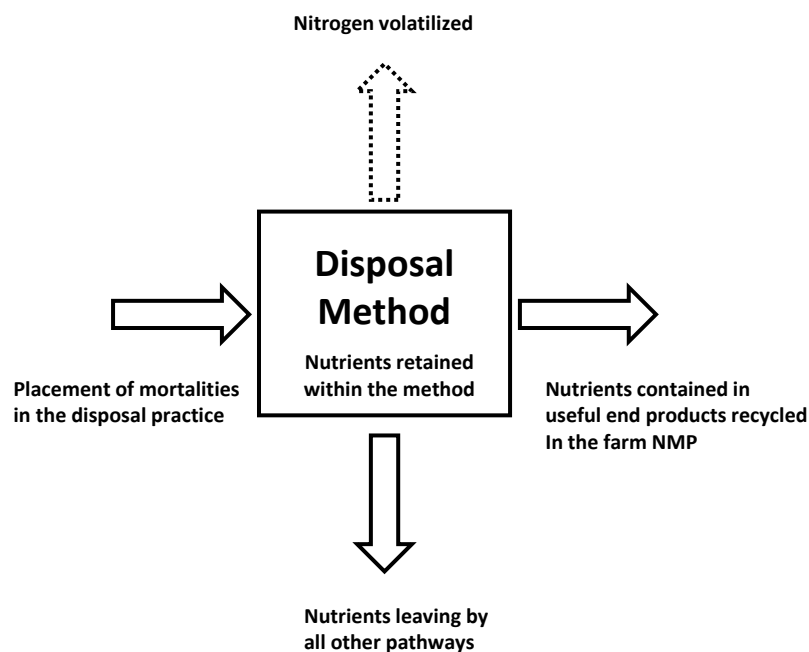 Nitrogen volatilized
Disposal
Method
Nutrients retained
within the method
Placement of mortalities
in the disposal practice
Nutrients contained in
useful end products recycled
In the farm NMP
Nutrients leaving by
all other pathways